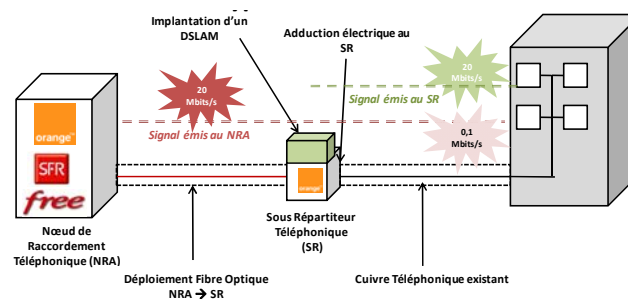 Implantation d'un
DSLAM
Adduction électrique au
SR
20
Mbits/s
20
Mbits/s
Signal émis au SR
Signal émis au NRA
0,1
Mbits/s
orange
SFR
free
orange
Nœud de
Raccordement
Téléphonique (NRA)
Sous Répartiteur
Téléphonique
(SR)
Déploiement Fibre Optique
NRA → SR
Cuivre Téléphonique existant